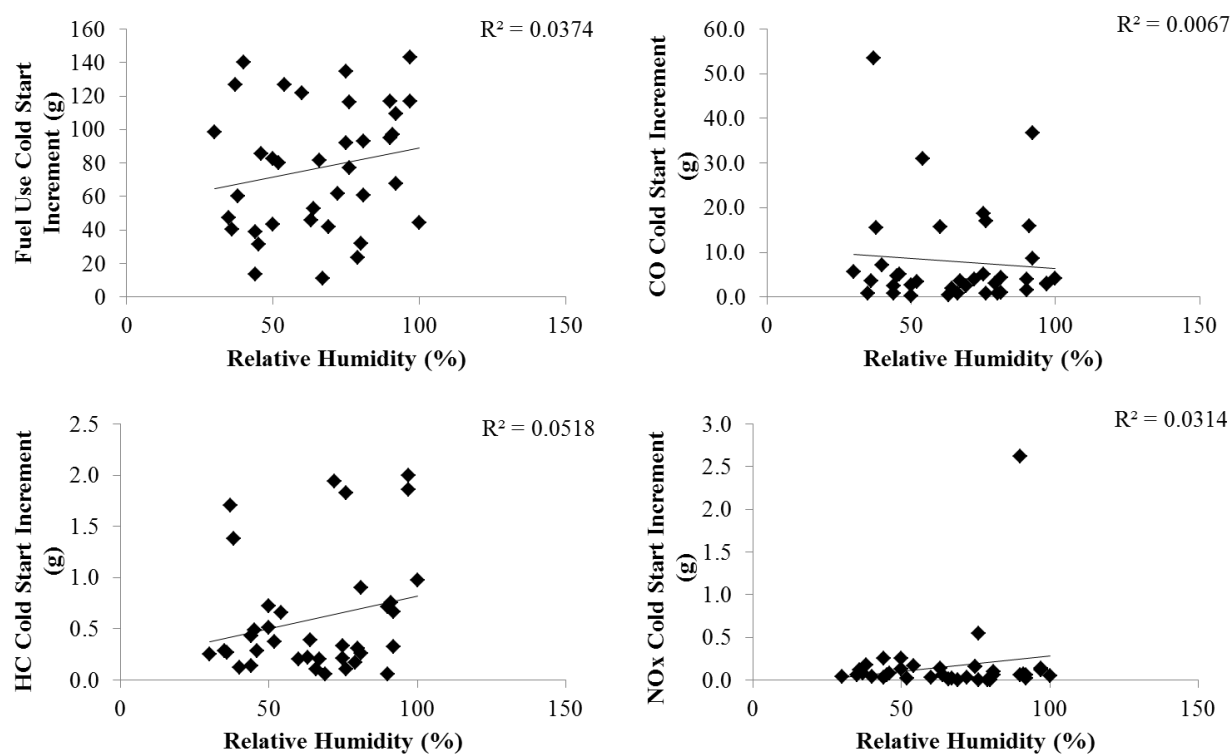 R² = 0.0374
160
140
120
100
80
60
40
20
0
Fuel Use Cold Start
Increment (g)
0 50 100 150
Relative Humidity (%)
R² = 0.0067
60.0
50.0
40.0
30.0
20.0
10.0
0.0
CO Cold Start Increment
(g)
0 50 100 150
Relative Humidity (%)
R² = 0.0518
2.5
2.0
1.5
1.0
0.5
0.0
HC Cold Start Increment
(g)
0 50 100 150
Relative Humidity (%)
R² = 0.0314
3.0
2.5
2.0
1.5
1.0
0.5
0.0
NOx Cold Start Increment
(g)
0 50 100 150
Relative Humidity (%)